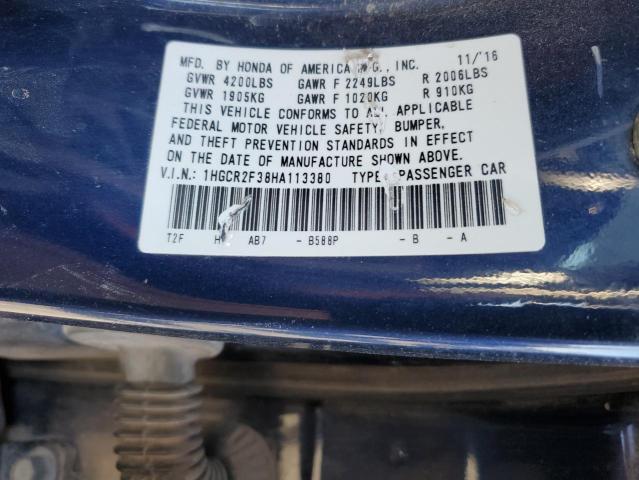 MFD. BY HONDA OF AMERICA MFG., INC. 11/'16
GVWR 4200LBS GAWR F 2249LBS R 2006LBS
GVWR 1905KG GAWR F 1020KG R 910KG
THIS VEHICLE CONFORMS TO ALL APPLICABLE
FEDERAL MOTOR VEHICLE SAFETY, BUMPER,
AND THEFT PREVENTION STANDARDS IN EFFECT
ON THE DATE OF MANUFACTURE SHOWN ABOVE.
V.I.N.: 1HGCR2F38HA113380 TYPE: PASSENGER CAR
T2F AB7 - B588P - B - A